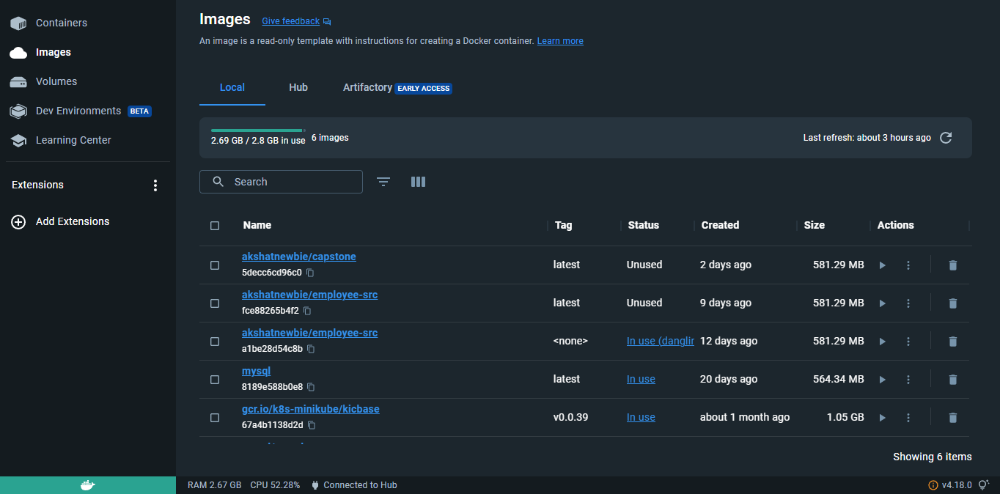 Containers
Images
Volumes
Dev Environments BETA
Learning Center
Extensions
Add Extensions
Images Give feedback
An image is a read-only template with instructions for creating a Docker container. Learn more
Local Hub Artifactory EARLY ACCESS
2.69 GB / 2.8 GB in use 6 images Last refresh: about 3 hours ago
Search
Name Tag Status Created Size Actions
akshatnewbie/capstone
5decc6cd96c0 latest Unused 2 days ago 581.29 MB
akshatnewbie/employee-src
fce88265b4f2 latest Unused 9 days ago 581.29 MB
akshatnewbie/employee-src
a1be28d54c8b <none> In use (danglir 12 days ago 581.29 MB
mysql
8189e588b0e8 latest In use 20 days ago 564.34 MB
gcr.io/k8s-minikube/kicbase
67a4b1138d2d v0.0.39 In use about 1 month ago 1.05 GB
Showing 6 items
RAM 2.67 GB CPU 52.28% Connected to Hub v4.18.0